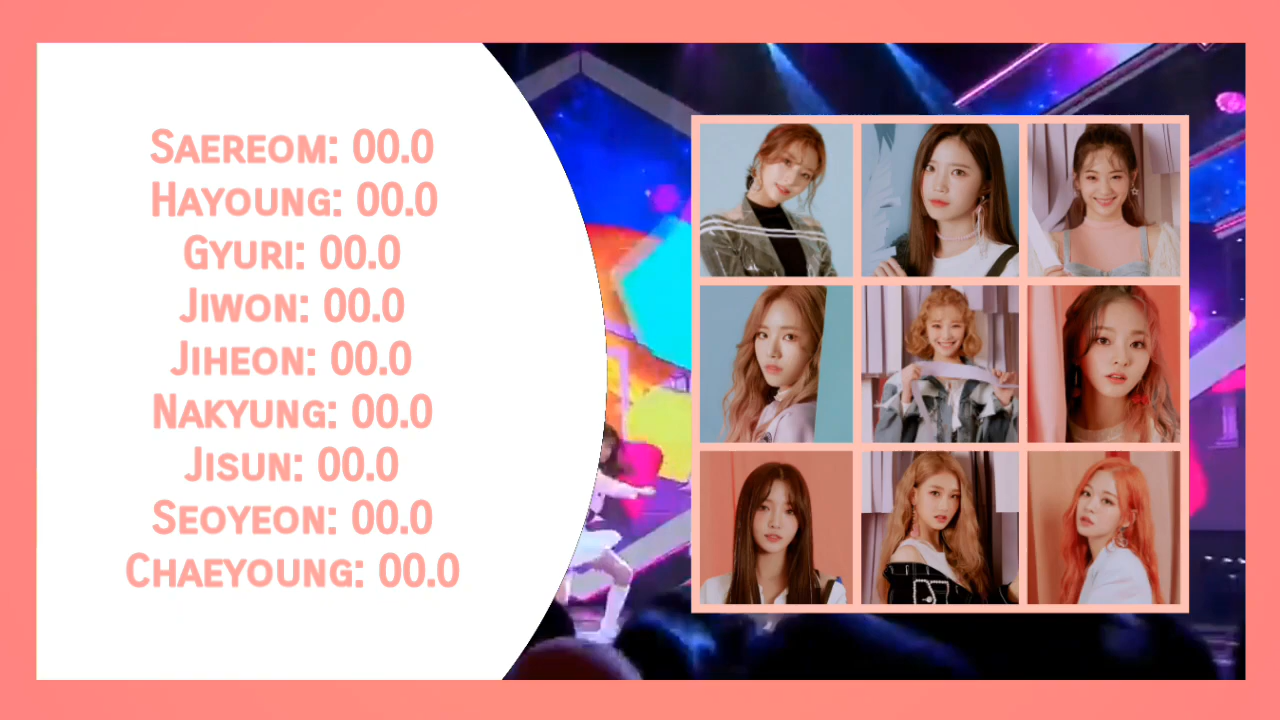 Saereom: 00.0
Hayoung: 00.0
Gyuri: 00.0
Jiwon: 00.0
Jiheon: 00.0
Nakyung: 00.0
Jisun: 00.0
Seoyeon: 00.0
Chaeyoung: 00.0